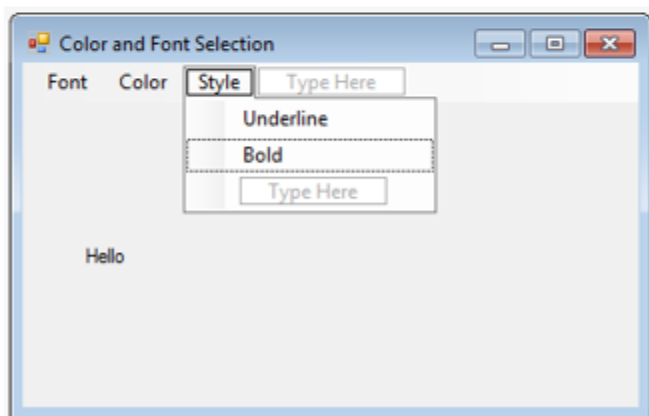 Color and Font Selection
Font Color Style Type Here
Underline
Bold
Type Here
Hello